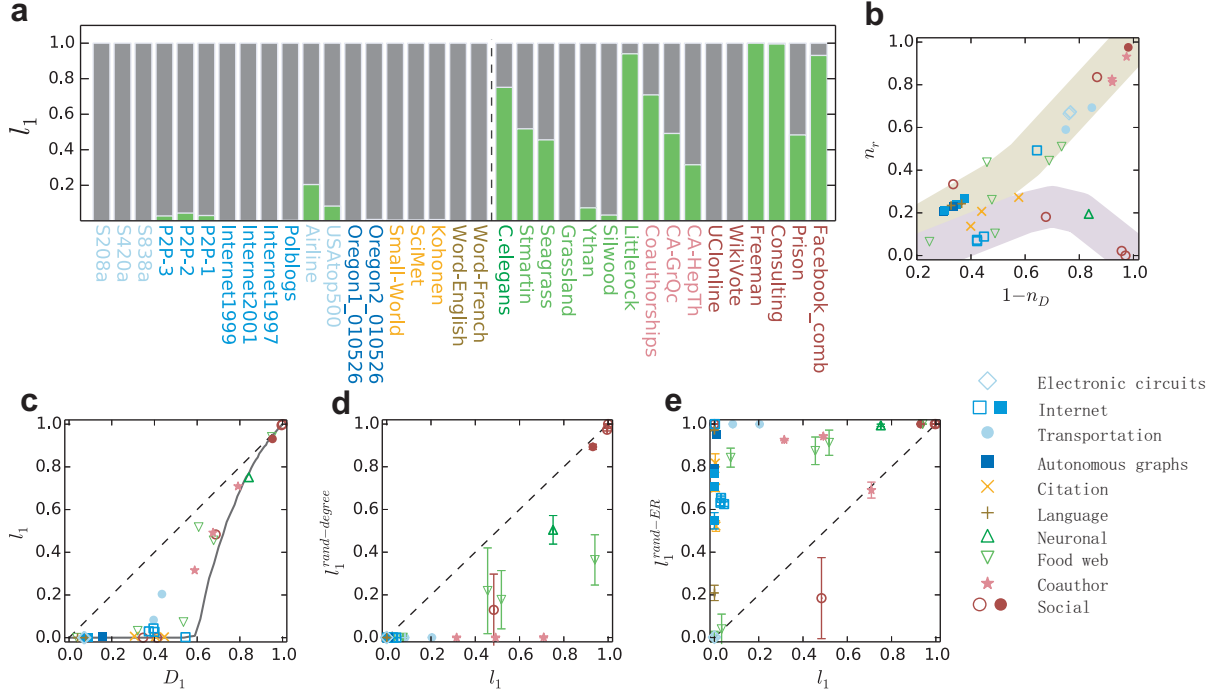 a
1.0
0.8
0.6
0.4
0.2
l1
S208a
S420a
S838a
P2P-3
P2P-2
P2P-1
Internet1999
Internet2001
Internet1997
Polblogs
Airline
USAtop500
Oregon1_010526
Oregon2_010526
Small-World
SciMet
Kohonen
Word-English
Word-French
C.elegans
Stmartin
Seagrass
Grassland
Ythan
Silwood
Littlerock
Coauthorships
CA-GrQc
CA-HepTh
UCIonline
WikiVote
Freeman
Consulting
Prison
Facebook_comb
b
1.0
0.8
0.6
0.4
0.2
0.0
nr
0.2 0.4 0.6 0.8 1.0
1−nD
c
1.0
0.8
0.6
0.4
0.2
0.0
l1
0.0 0.2 0.4 0.6 0.8 1.0
D1
d
1.0
0.8
0.6
0.4
0.2
0.0
l1rand−degree
0.0 0.2 0.4 0.6 0.8 1.0
l1
e
1.0
0.8
0.6
0.4
0.2
0.0
l1rand−ER
0.0 0.2 0.4 0.6 0.8 1.0
l1
Electronic circuits
Internet
Transportation
Autonomous graphs
Citation
Language
Neuronal
Food web
Coauthor
Social